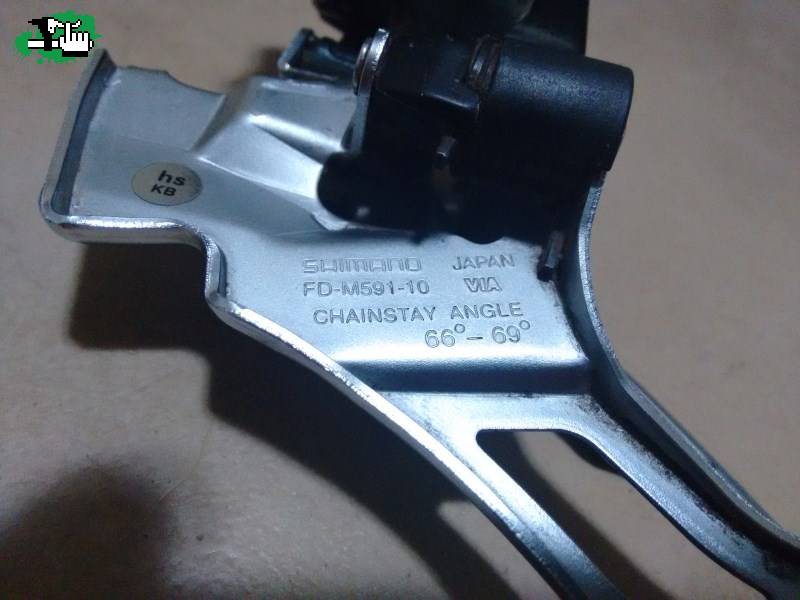 hs
KB
SHIMANO JAPAN
FD-M591-10 VIA
CHAINSTAY ANGLE
66°-69°